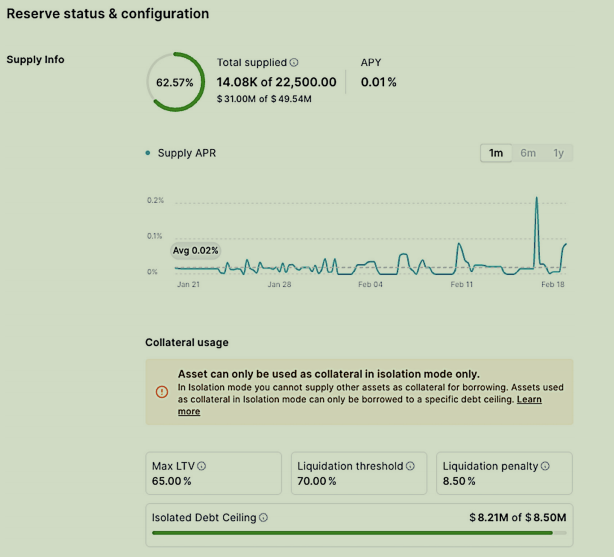 Reserve status & configuration
Supply Info
62.57%
Total supplied
14.08K of 22,500.00
$31.00M of $49.54M
APY
0.01%
Supply APR
1m 6m 1y
0.2%
0.1%
Avg 0.02%
0%
Jan 21 Jan 28 Feb 04 Feb 11 Feb 18
Collateral usage
Asset can only be used as collateral in isolation mode only.
In Isolation mode you cannot supply other assets as collateral for borrowing. Assets used
as collateral in Isolation mode can only be borrowed to a specific debt ceiling. Learn
more
Max LTV
65.00%
Liquidation threshold
70.00%
Liquidation penalty
8.50%
Isolated Debt Ceiling
$8.21M of $8.50M